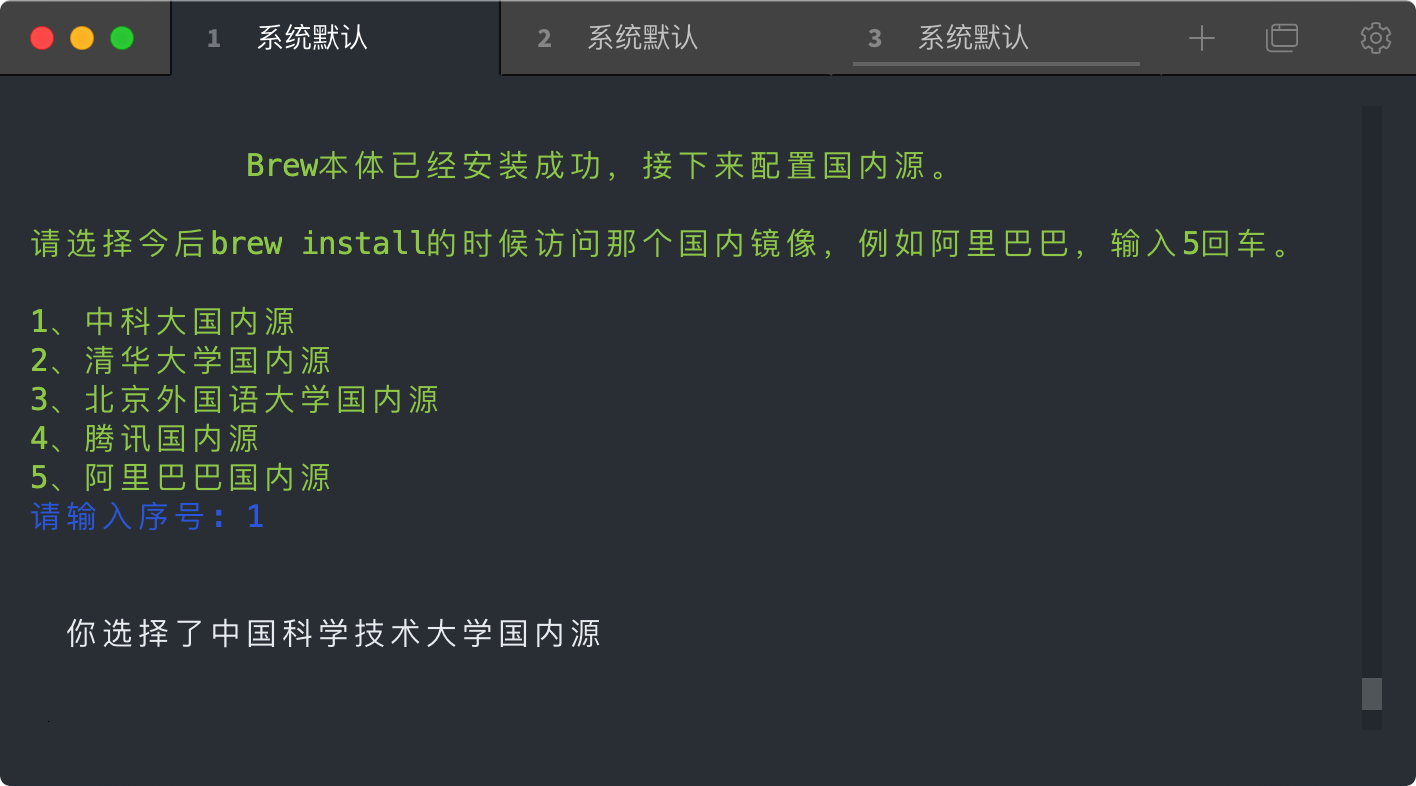 1 系统默认 2 系统默认 3 系统默认
Brew本体已经安装成功，接下来配置国内源。
请选择今后brew install的时候访问那个国内镜像，例如阿里巴巴，输入5回车。
1、中科大国内源
2、清华大学国内源
3、北京外国语大学国内源
4、腾讯国内源
5、阿里巴巴国内源
请输入序号: 1
你选择了中国科学技术大学国内源